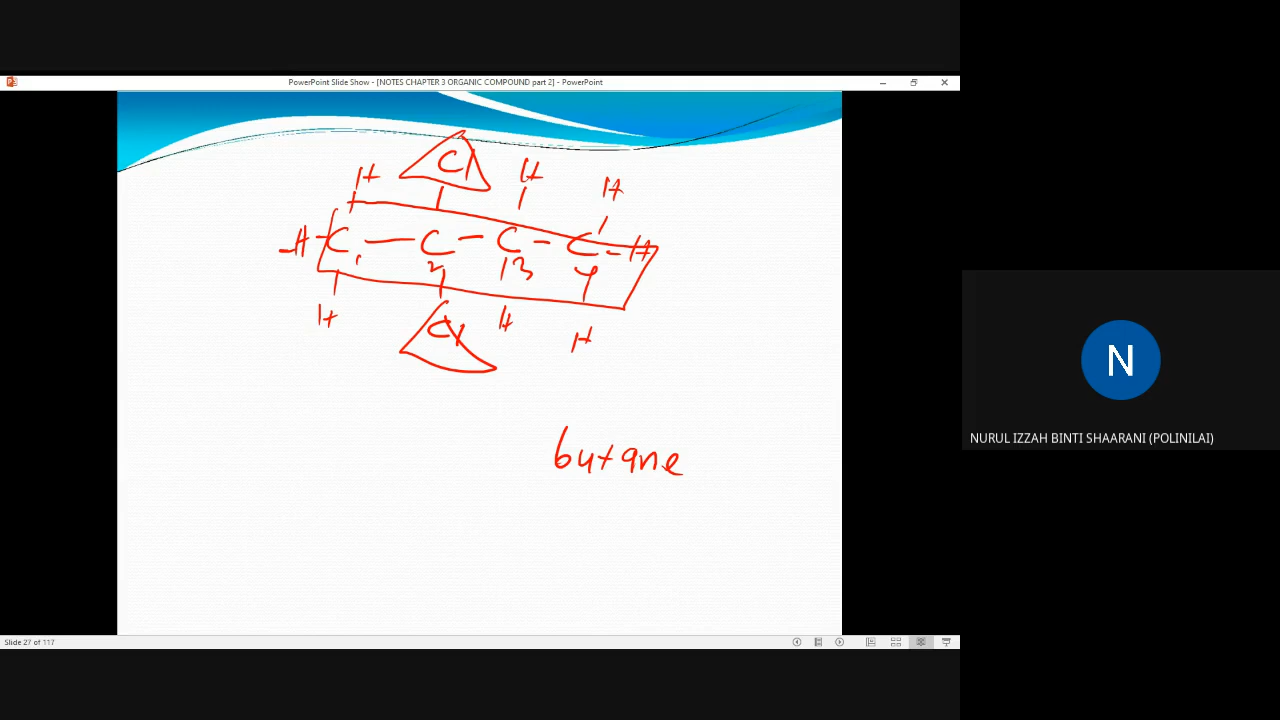 PowerPoint Slide Show - [NOTES CHAPTER 3 ORGANIC COMPOUND part 2] - PowerPoint
H Cl H H
H - C - C - C - C - H
1 2 3 4
H Cl H H
butane
N
NURUL IZZAH BINTI SHAARANI (POLINILAI)
Slide 27 of 117